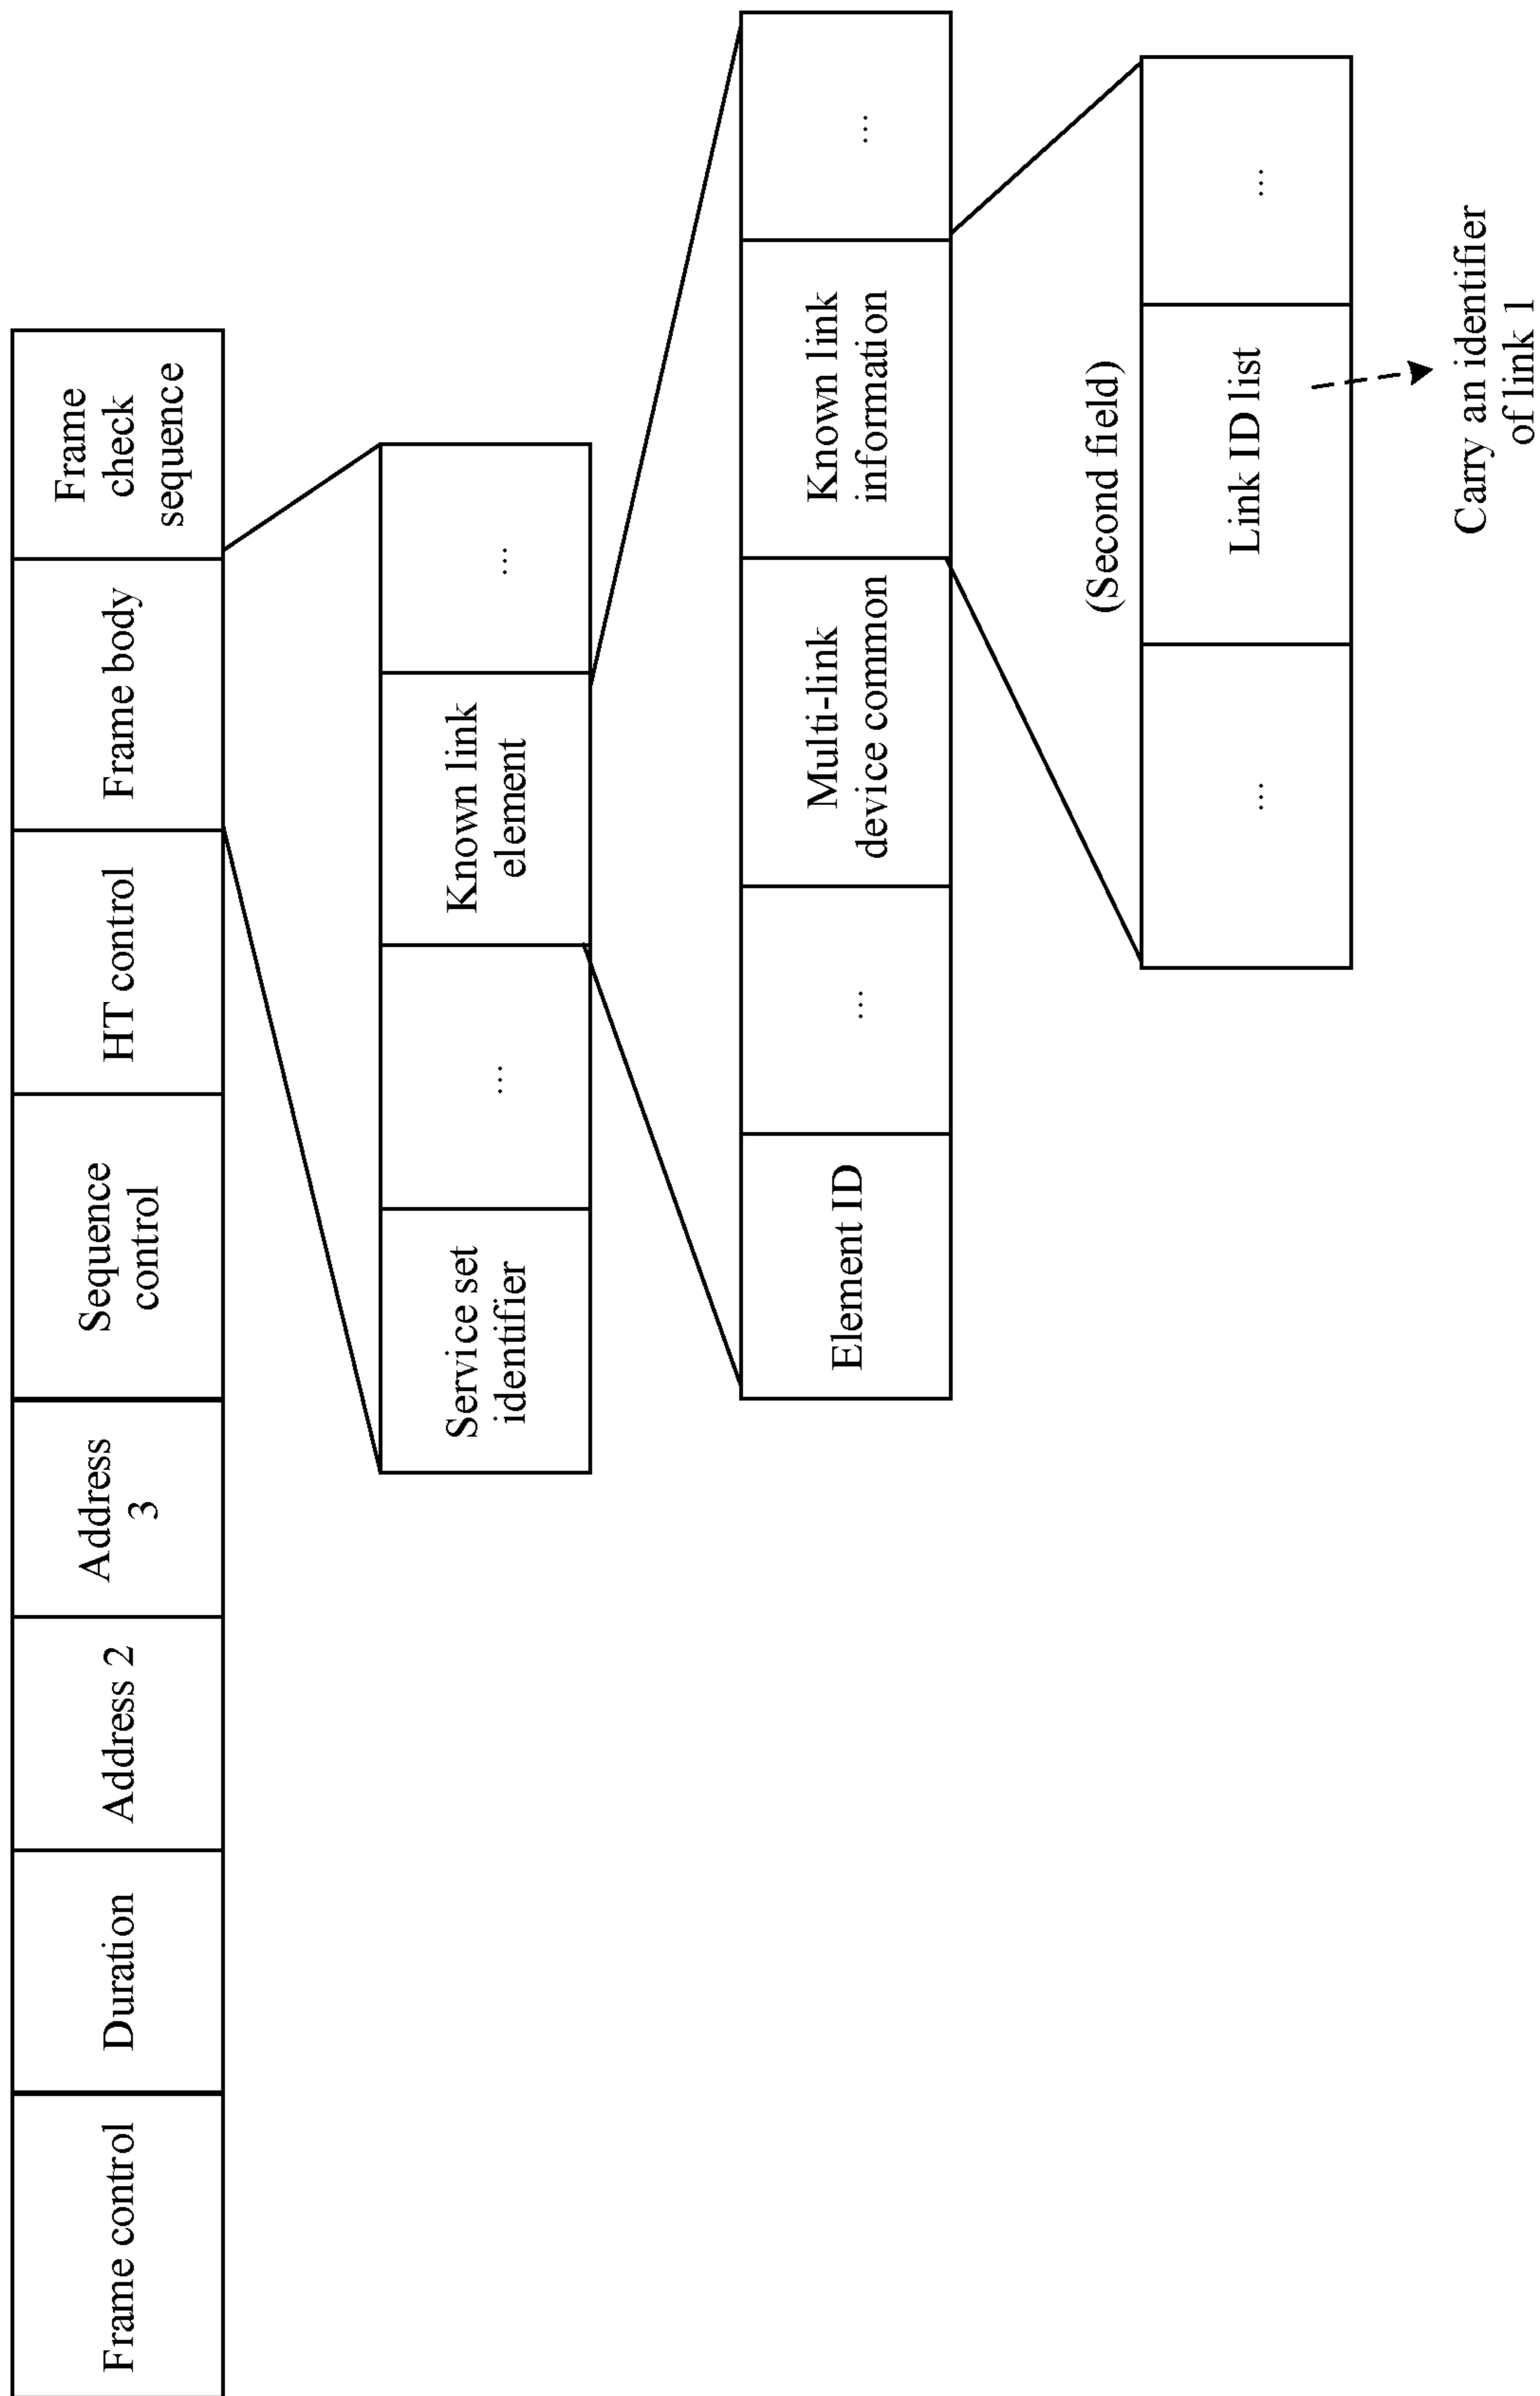 Frame control
Duration
Address 2
Address
3
Sequence
control
HT control
Frame body
Frame
check
sequence
Service set
identifier
...
Known link
element
...
Element ID
...
Multi-link
device common
Known link
information
...
(Second field)
...
Link ID list
...
Carry an identifier
of link 1